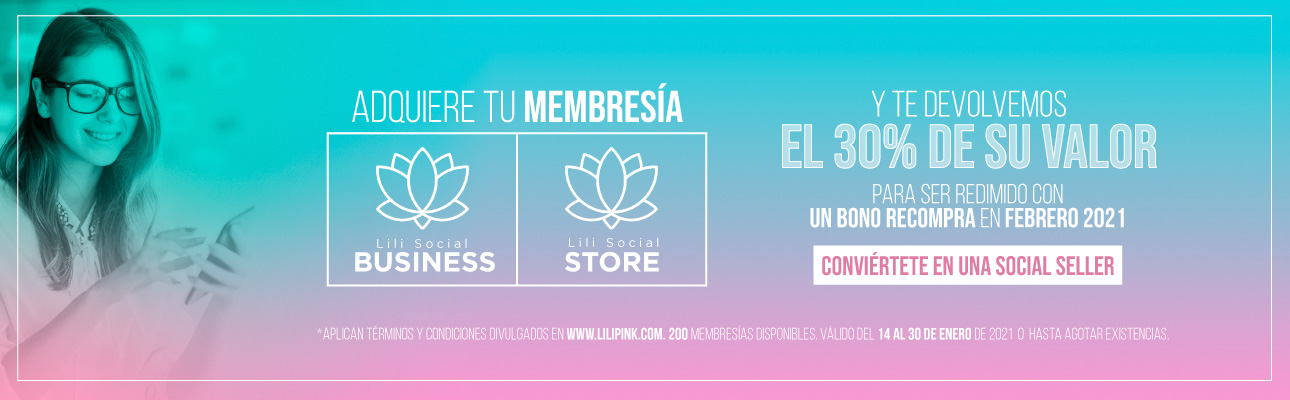 ADQUIERE TU MEMBRESÍA
Lili Social
BUSINESS
Lili Social
STORE
Y TE DEVOLVEMOS
EL 30% DE SU VALOR
PARA SER REDIMIDO CON
UN BONO RECOMPRA EN FEBRERO 2021
CONVIÉRTETE EN UNA SOCIAL SELLER
*APLICAN TÉRMINOS Y CONDICIONES DIVULGADOS EN WWW.LILIPINK.COM. 200 MEMBRESÍAS DISPONIBLES. VÁLIDO DEL 14 AL 30 DE ENERO DE 2021 O HASTA AGOTAR EXISTENCIAS.